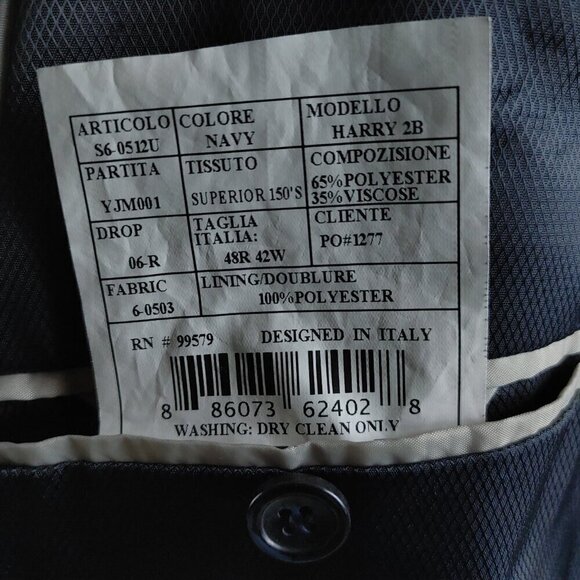 ARTICOLO COLORE MODELLO
S6-0512U NAVY HARRY 2B
PARTITA TISSUTO COMPOZISIONE
YJM001 SUPERIOR 150'S 65%POLYESTER
35%VISCOSE
DROP TAGLIA CLIENTE
ITALIA:
06-R 48R 42W PO#1277
FABRIC LINING/DOUBLURE
6-0503 100%POLYESTER
RN # 99579 DESIGNED IN ITALY
8 86073 62402 8
WASHING: DRY CLEAN ONLY